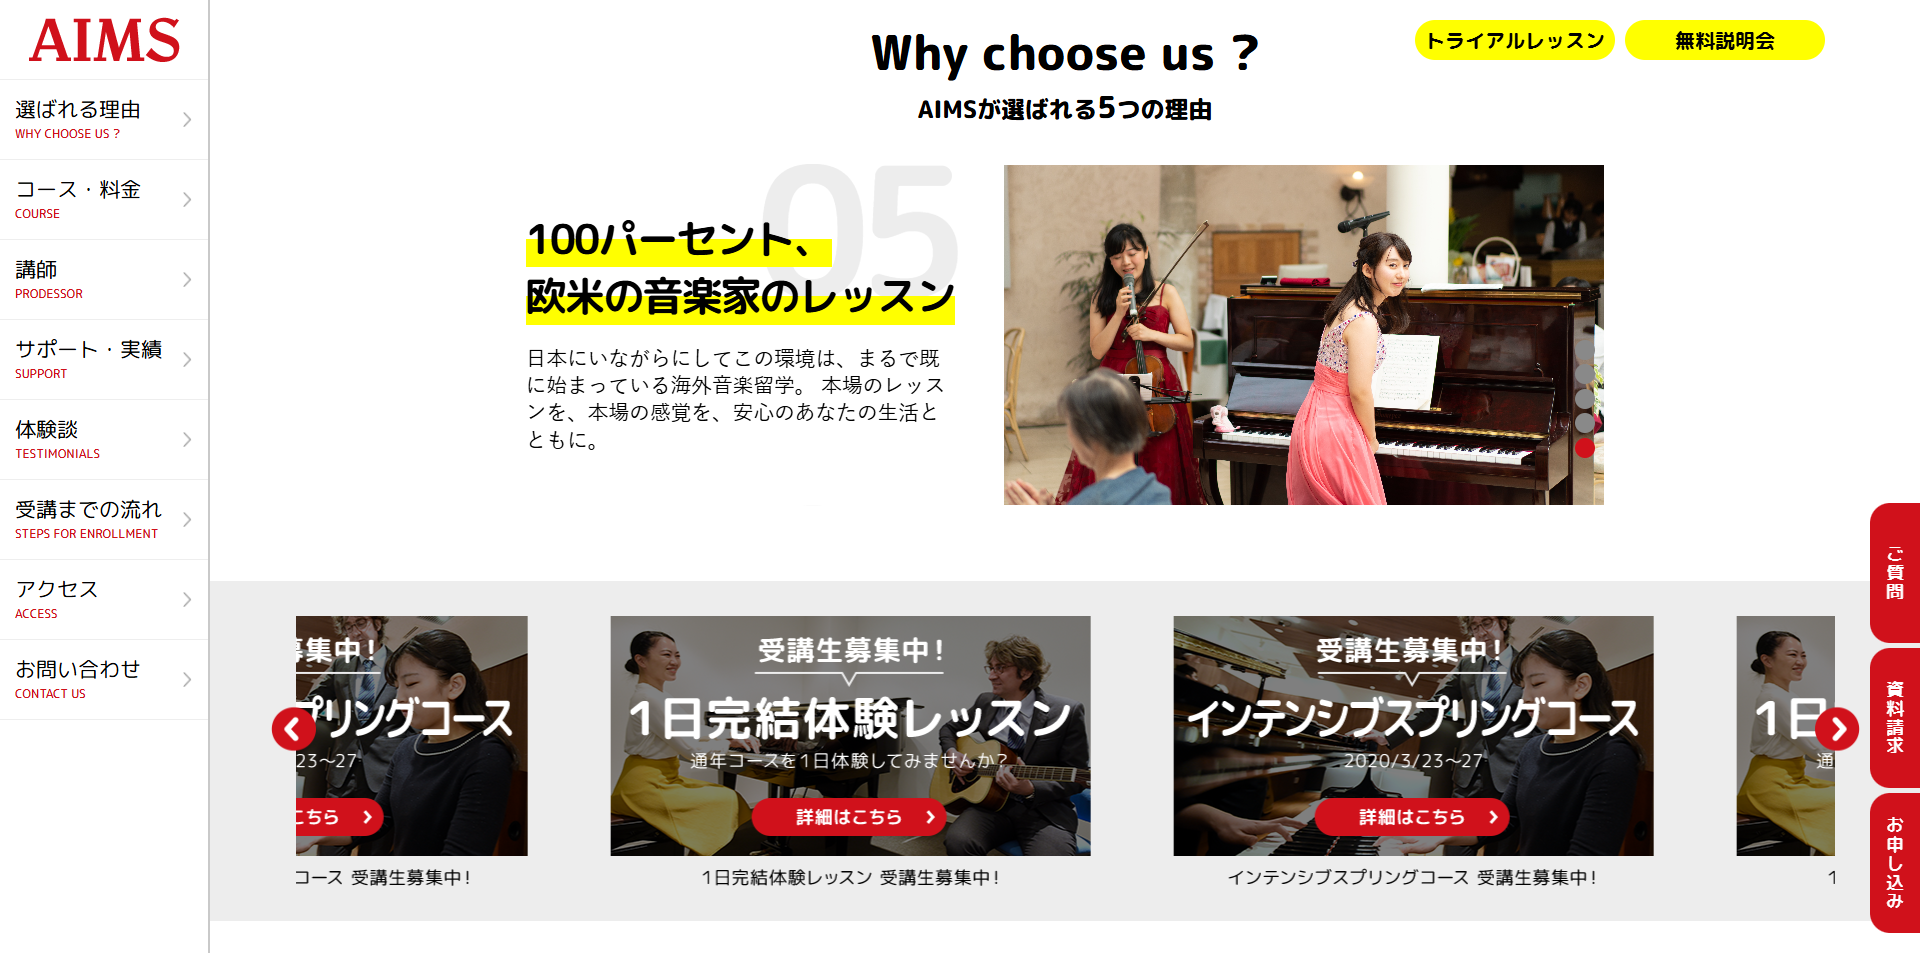 AIMS
選ばれる理由
WHY CHOOSE US ?
コース・料金
COURSE
講師
PRODESSOR
サポート・実績
SUPPORT
体験談
TESTIMONIALS
受講までの流れ
STEPS FOR ENROLLMENT
アクセス
ACCESS
お問い合わせ
CONTACT US
Why choose us ?
AIMSが選ばれる5つの理由
トライアルレッスン
無料説明会
05
100パーセント、
欧米の音楽家のレッスン
日本にいながらにしてこの環境は、まるで既
に始まっている海外音楽留学。 本場のレッス
ンを、本場の感覚を、安心のあなたの生活と
ともに。
募集中!
プリングコース
23〜27
こちら
コース 受講生募集中!
受講生募集中!
1日完結体験レッスン
通年コースを1日体験してみませんか?
詳細はこちら
1日完結体験レッスン 受講生募集中!
受講生募集中!
インテンシブスプリングコース
2020/3/23〜27
詳細はこちら
インテンシブスプリングコース 受講生募集中!
1日
通
1
ご質問
資料請求
お申し込み